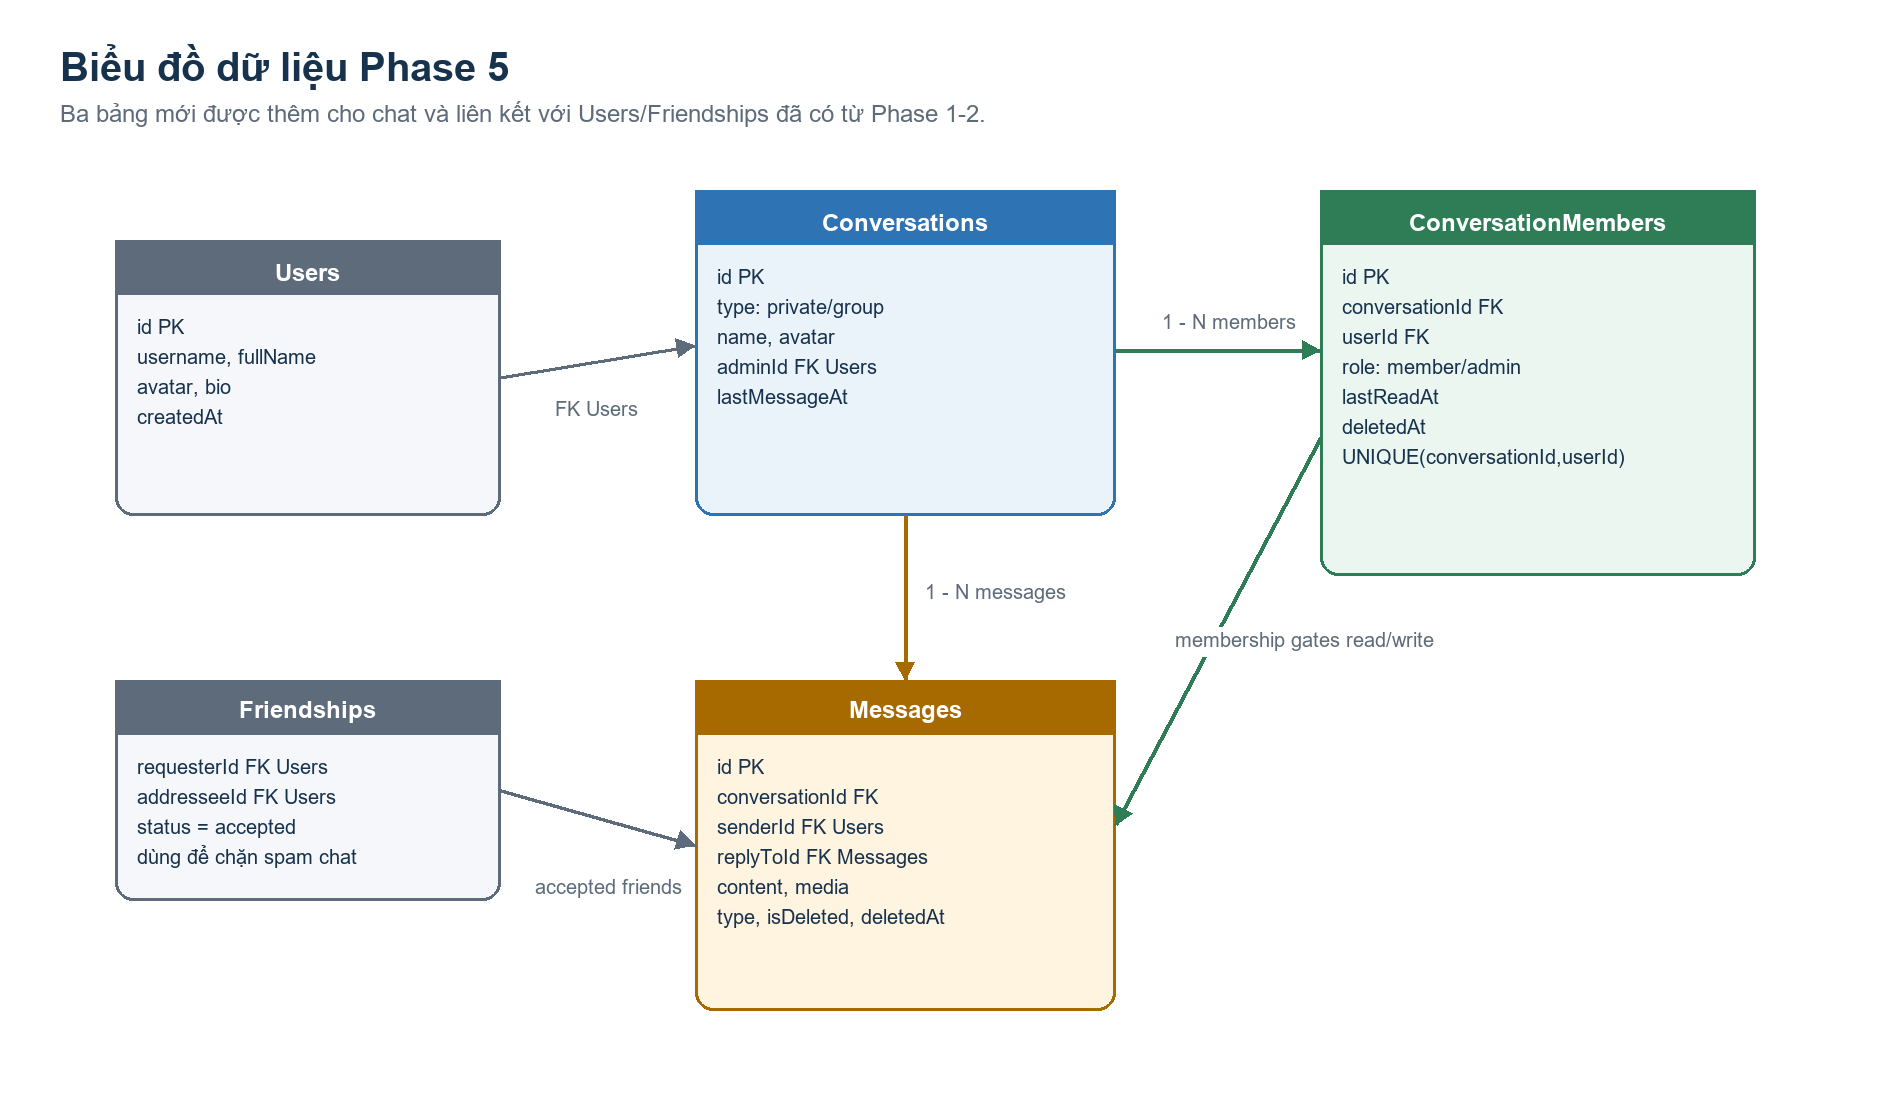 Biểu đồ dữ liệu Phase 5
Ba bảng mới được thêm cho chat và liên kết với Users/Friendships đã có từ Phase 1-2.
Users
id PK
username, fullName
avatar, bio
createdAt
FK Users
Conversations
id PK
type: private/group
name, avatar
adminId FK Users
lastMessageAt
1 - N members
ConversationMembers
id PK
conversationId FK
userId FK
role: member/admin
lastReadAt
deletedAt
UNIQUE(conversationId,userId)
1 - N messages
membership gates read/write
Friendships
requesterId FK Users
addresseeId FK Users
status = accepted
dùng để chặn spam chat
accepted friends
Messages
id PK
conversationId FK
senderId FK Users
replyToId FK Messages
content, media
type, isDeleted, deletedAt